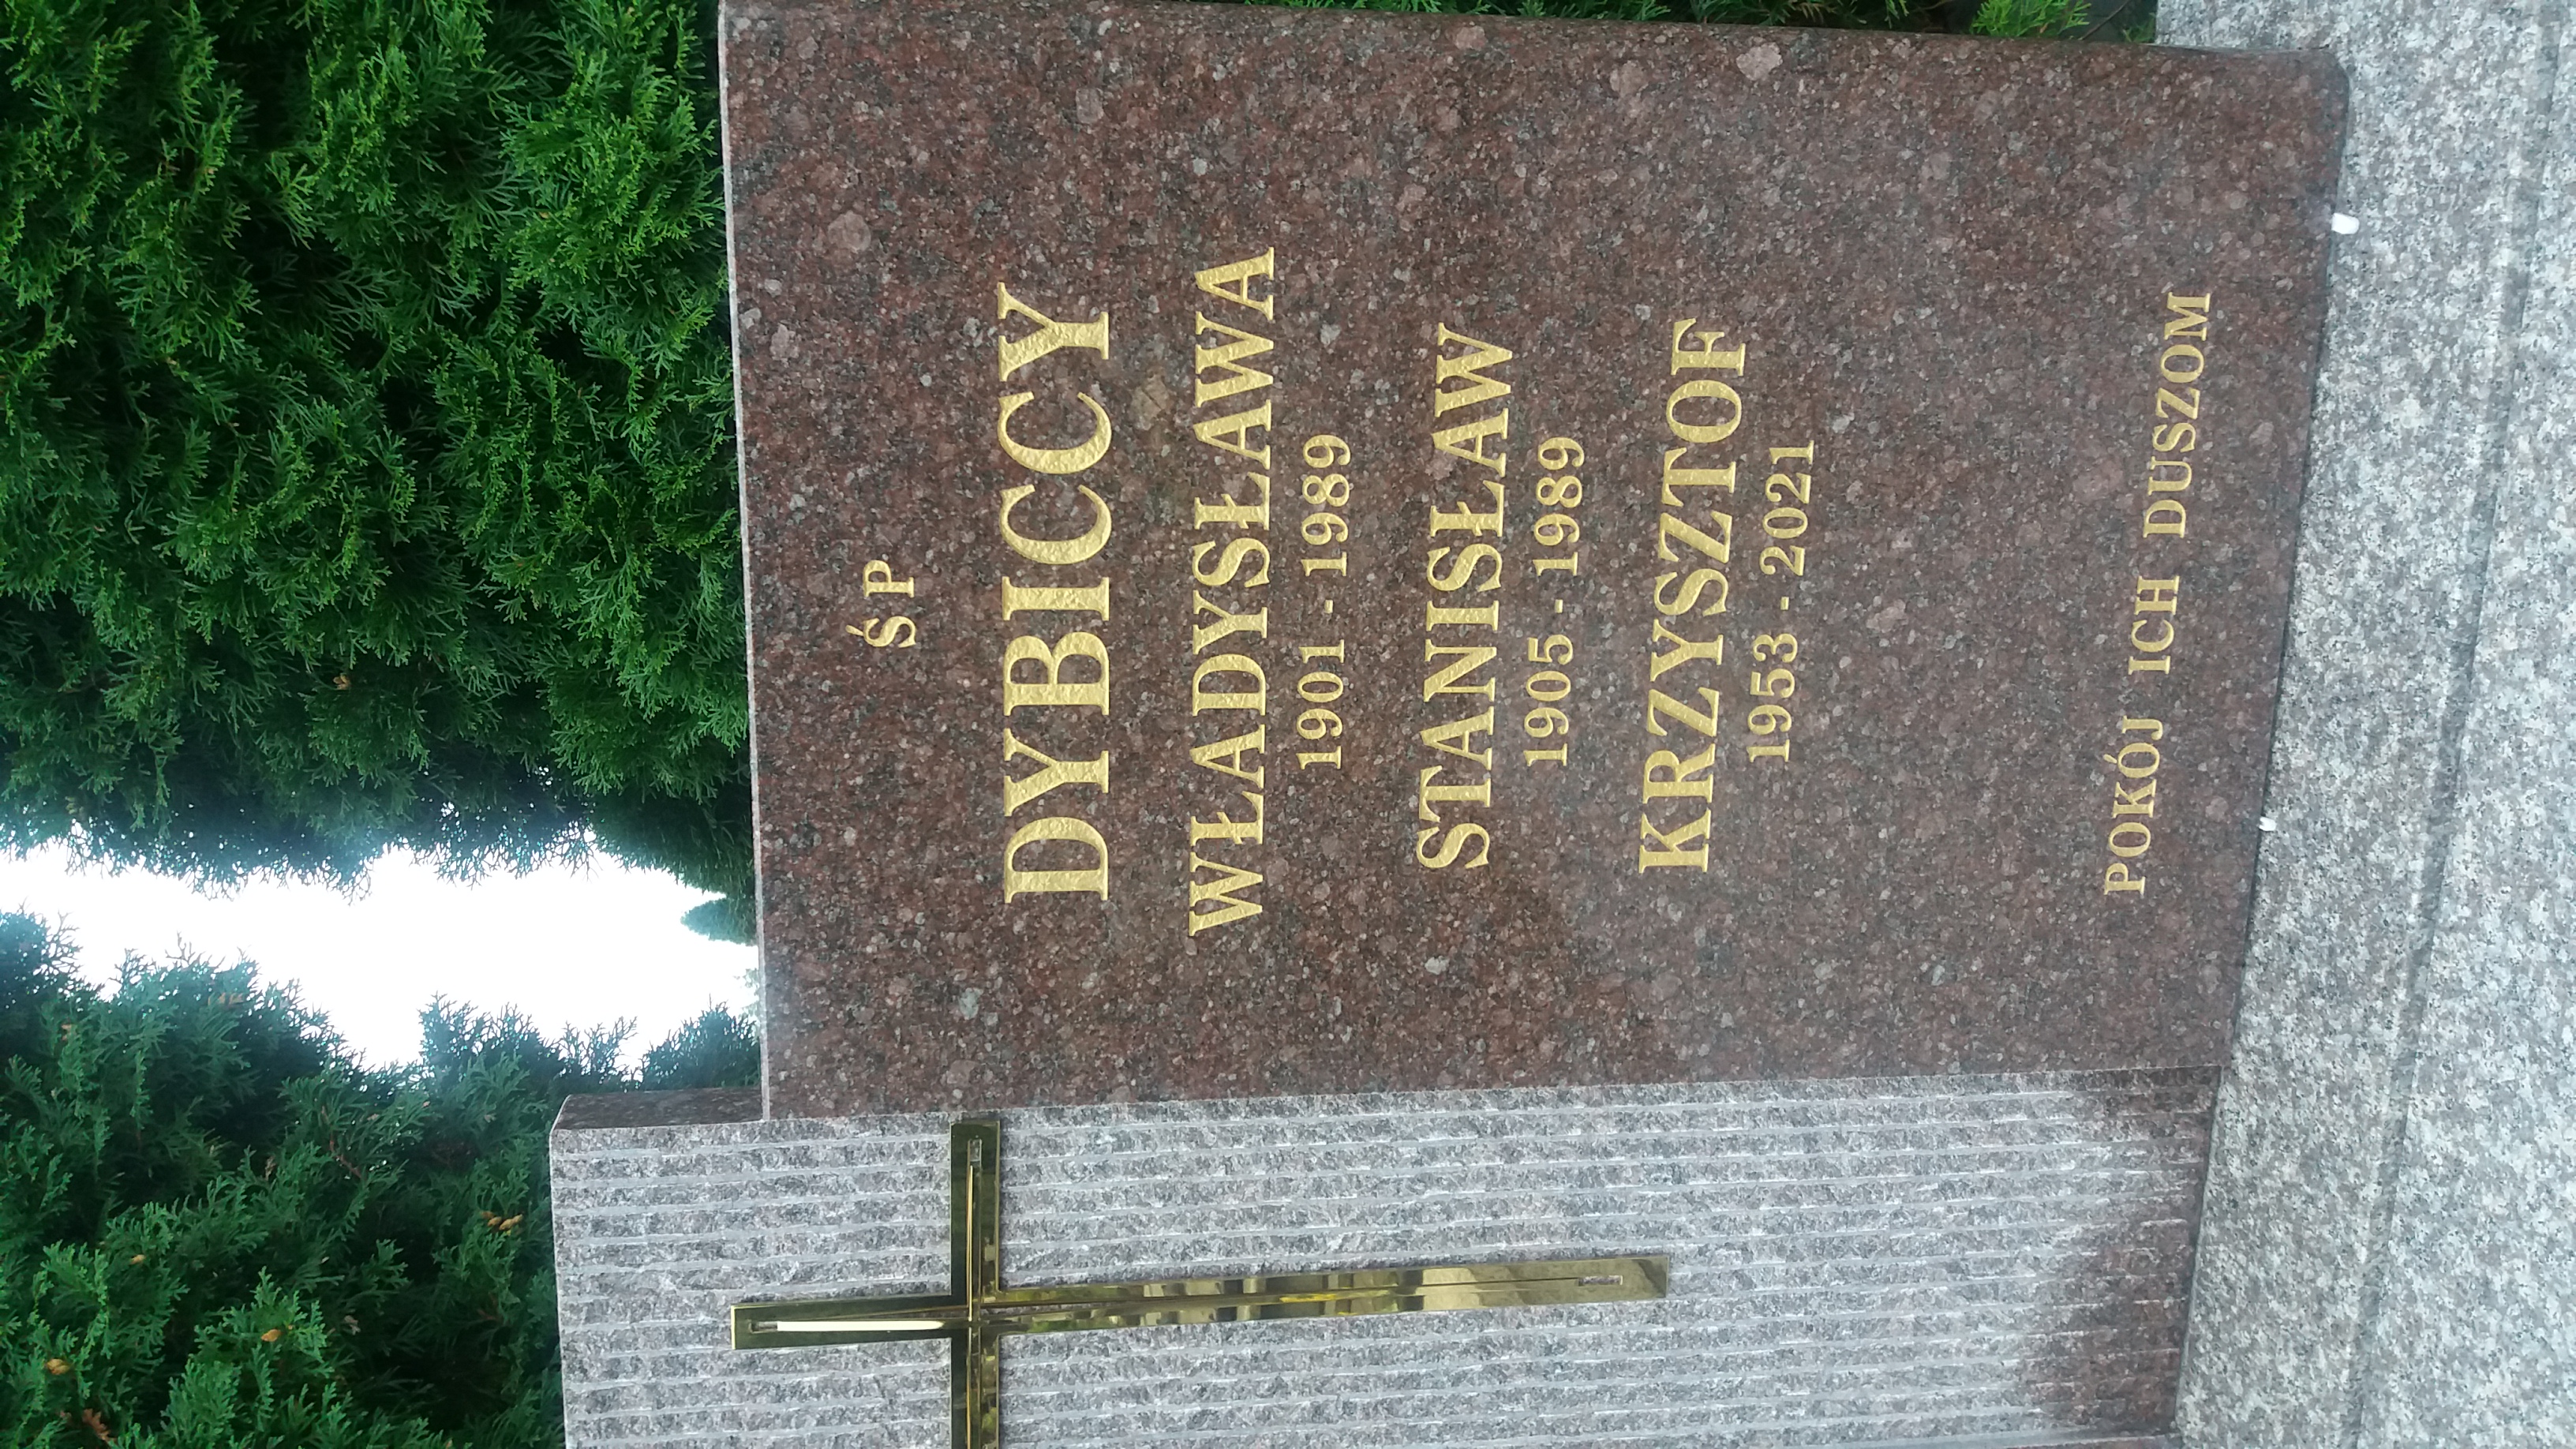 ŚP
DYBICCY
WŁADYSŁAWA
1901 - 1989
STANISŁAW
1905 - 1989
KRZYSZTOF
1953 - 2021
POKÓJ ICH DUSZOM